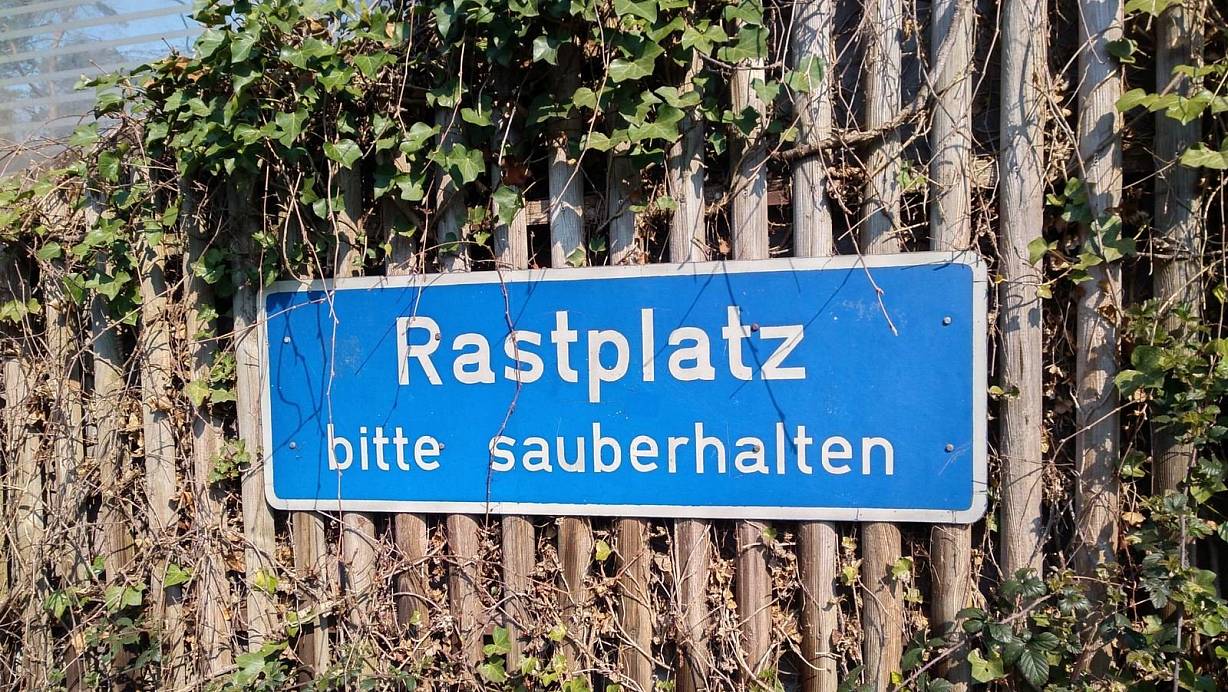 Rastplatz
bitte sauberhalten